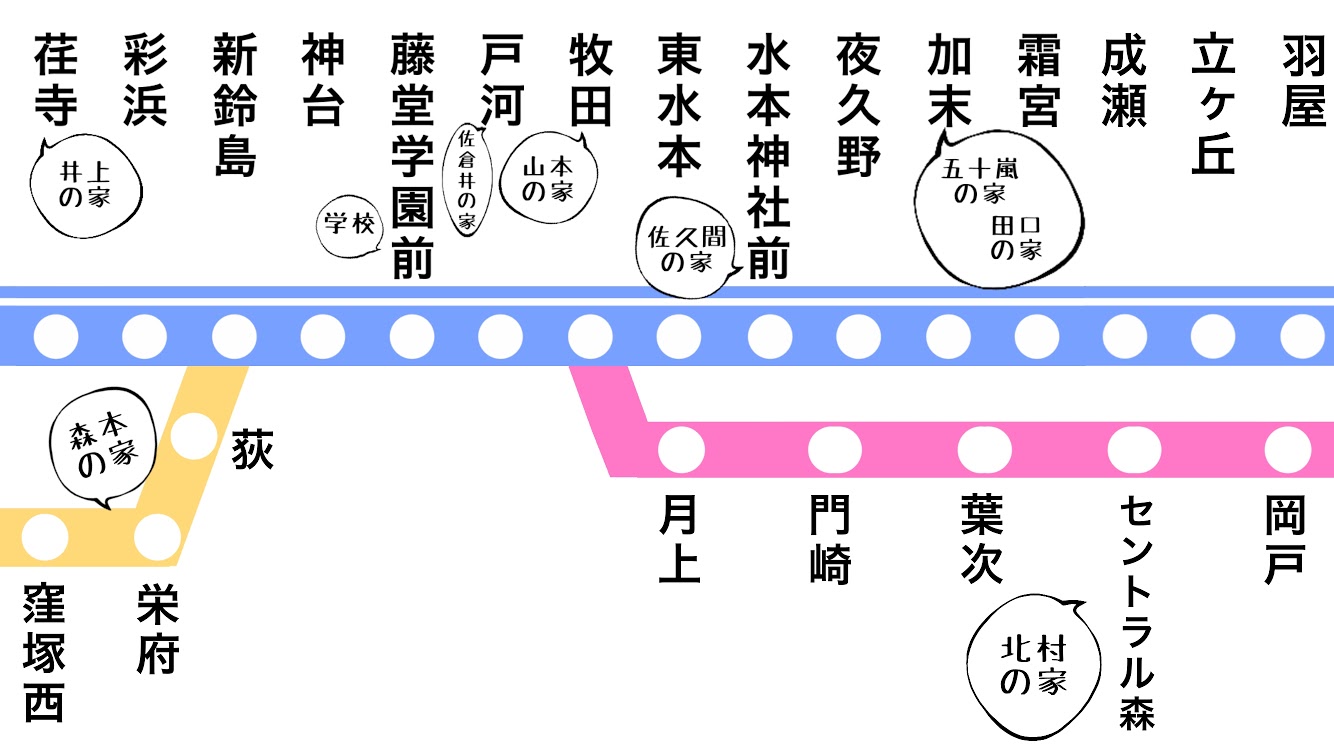 荏寺
彩浜
新鈴島
神台
藤堂学園前
戸河
牧田
東水本
水本神社前
夜久野
加末
霜宮
成瀬
立ヶ丘
羽屋
井上
の家
学校
佐倉井の家
山本
の家
佐久間
の家
五十嵐
の家
田口
の家
森本
の家
荻
窪塚西
栄府
月上
門崎
葉次
セントラル森
岡戸
北村
の家